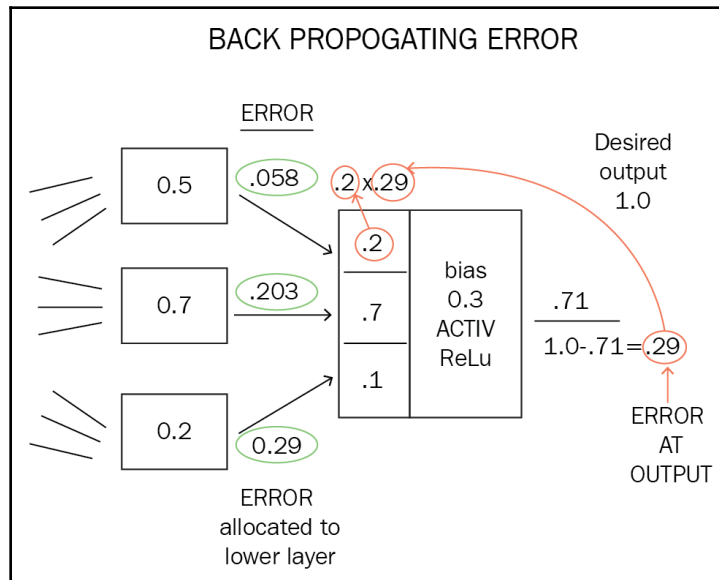 BACK PROPOGATING ERROR
ERROR
Desired
output
1.0
0.5
.058
.2 x .29
.2
0.7
.203
.7
bias
0.3
ACTIV
ReLu
.71
1.0-.71=.29
.1
0.2
0.29
ERROR
AT
OUTPUT
ERROR
allocated to
lower layer